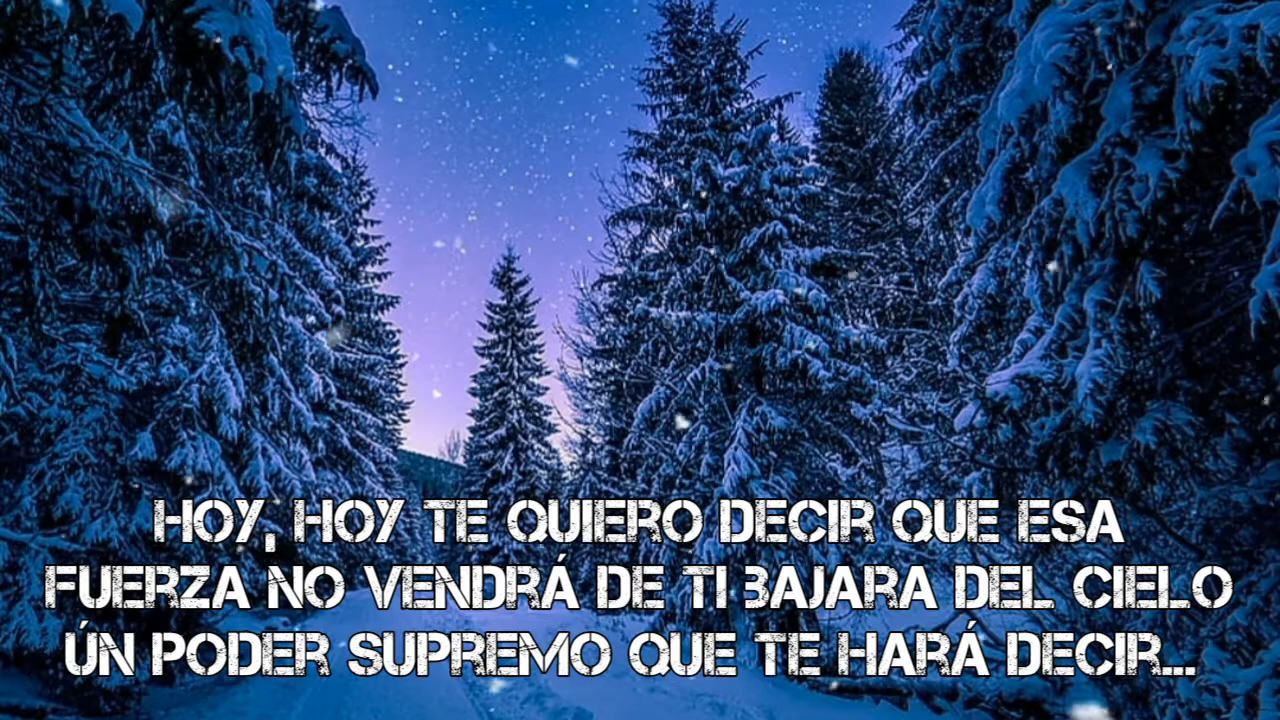 HOY, HOY TE QUIERO DECIR QUE ESA
FUERZA NO VENDRÁ DE TI BAJARA DEL CIELO
ÚN PODER SUPREMO QUE TE HARÁ DECIR...